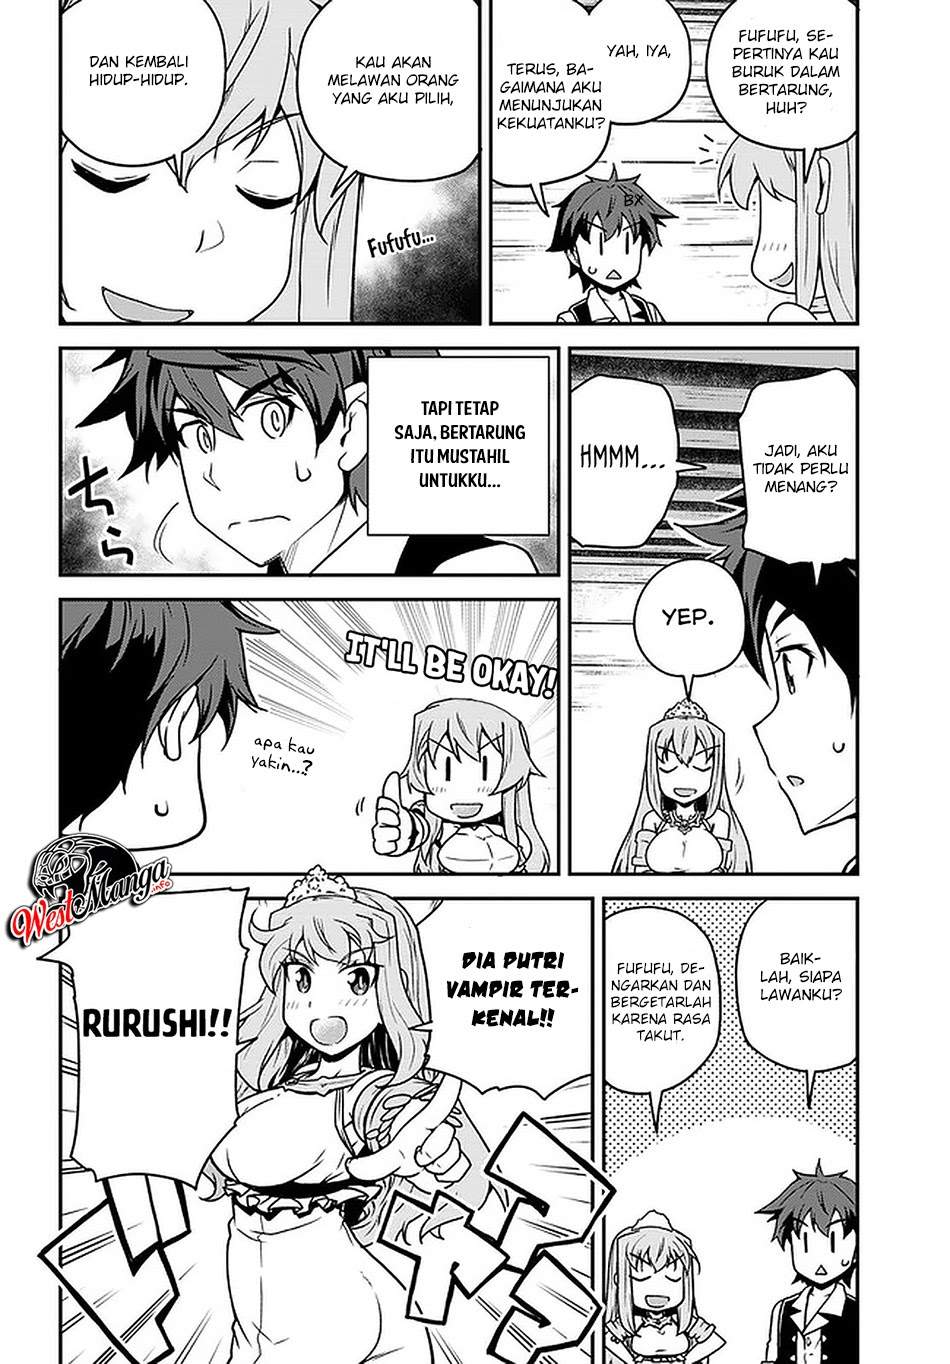 FUFUFU, SE-
PERTINYA KAU
BURUK DALAM
BERTARUNG,
HUH?
YAH, IYA,
TERUS, BA-
GAIMANA AKU
MENUNJUKAN
KEKUATANKU?
KAU AKAN
MELAWAN ORANG
YANG AKU PILIH,
DAN KEMBALI
HIDUP-HIDUP.
Fufufu...
JADI, AKU
TIDAK PERLU
MENANG?
HMMM...
YEP.
TAPI TETAP
SAJA, BERTARUNG
ITU MUSTAHIL
UNTUKKU...
ちら
IT'LL BE OKAY!
apa kau
yakin..?
BAIK-
LAH, SIAPA
LAWANKU?
FUFUFU, DE-
NGARKAN DAN
BERGETARLAH
KARENA RASA
TAKUT.
DIA PUTRI
VAMPIR TER-
KENAL!!
RURUSHI!!
WestManga
.info